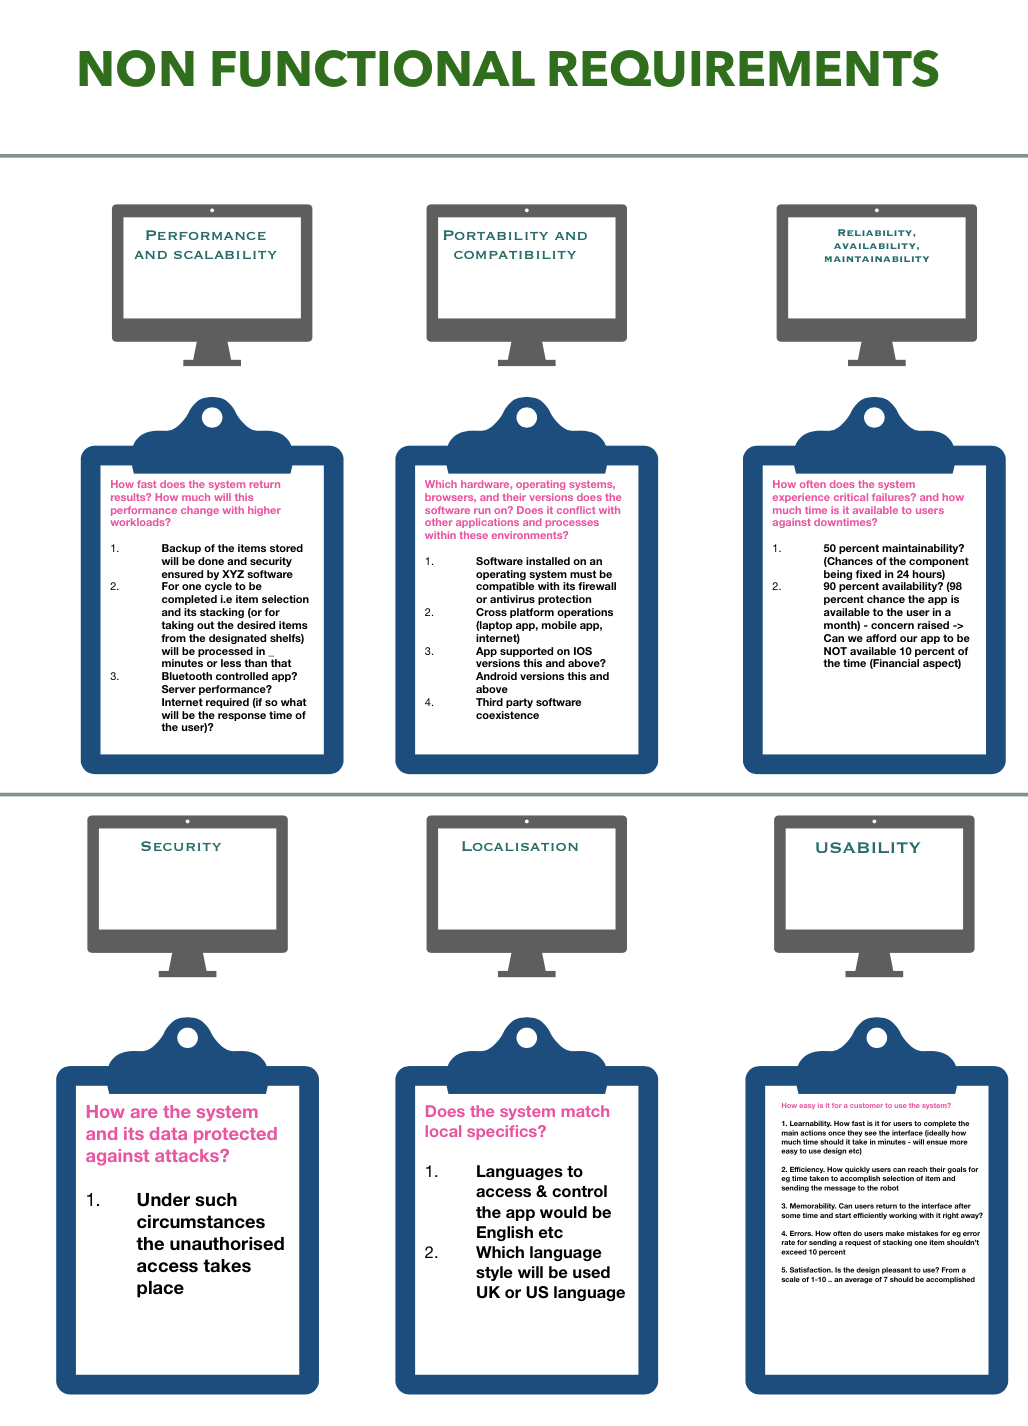 NON FUNCTIONAL REQUIREMENTS
PERFORMANCE
AND SCALABILITY
How fast does the system return
results? How much will this
performance change with higher
workloads?
1. Backup of the items stored
will be done and security
ensured by XYZ software
2. For one cycle to be
completed i.e item selection
and its stacking (or for
taking out the desired items
from the designated shelfs)
will be processed in _
minutes or less than that
3. Bluetooth controlled app?
Server performance?
Internet required (if so what
will be the response time of
the user)?
PORTABILITY AND
COMPATIBILITY
Which hardware, operating systems,
browsers, and their versions does the
software run on? Does it conflict with
other applications and processes
within these environments?
1. Software installed on an
operating system must be
compatible with its firewall
or antivirus protection
2. Cross platform operations
(laptop app, mobile app,
internet)
3. App supported on IOS
versions this and above?
Android versions this and
above
4. Third party software
coexistence
RELIABILITY,
AVAILABILITY,
MAINTAINABILITY
How often does the system
experience critical failures? and how
much time is it available to users
against downtimes?
1. 50 percent maintainability?
(Chances of the component
being fixed in 24 hours)
2. 90 percent availability? (98
percent chance the app is
available to the user in a
month) - concern raised ->
Can we afford our app to be
NOT available 10 percent of
the time (Financial aspect)
SECURITY
How are the system
and its data protected
against attacks?
1. Under such
circumstances
the unauthorised
access takes
place
LOCALISATION
Does the system match
local specifics?
1. Languages to
access & control
the app would be
English etc
2. Which language
style will be used
UK or US language
USABILITY
How easy is it for a customer to use the system?
1. Learnability. How fast is it for users to complete the
main actions once they see the interface (ideally how
much time should it take in minutes - will ensue more
easy to use design etc)
2. Efficiency. How quickly users can reach their goals for
eg time taken to accomplish selection of item and
sending the message to the robot
3. Memorability. Can users return to the interface after
some time and start efficiently working with it right away?
4. Errors. How often do users make mistakes for eg error
rate for sending a request of stacking one item shouldn't
exceed 10 percent
5. Satisfaction. Is the design pleasant to use? From a
scale of 1-10 .. an average of 7 should be accomplished